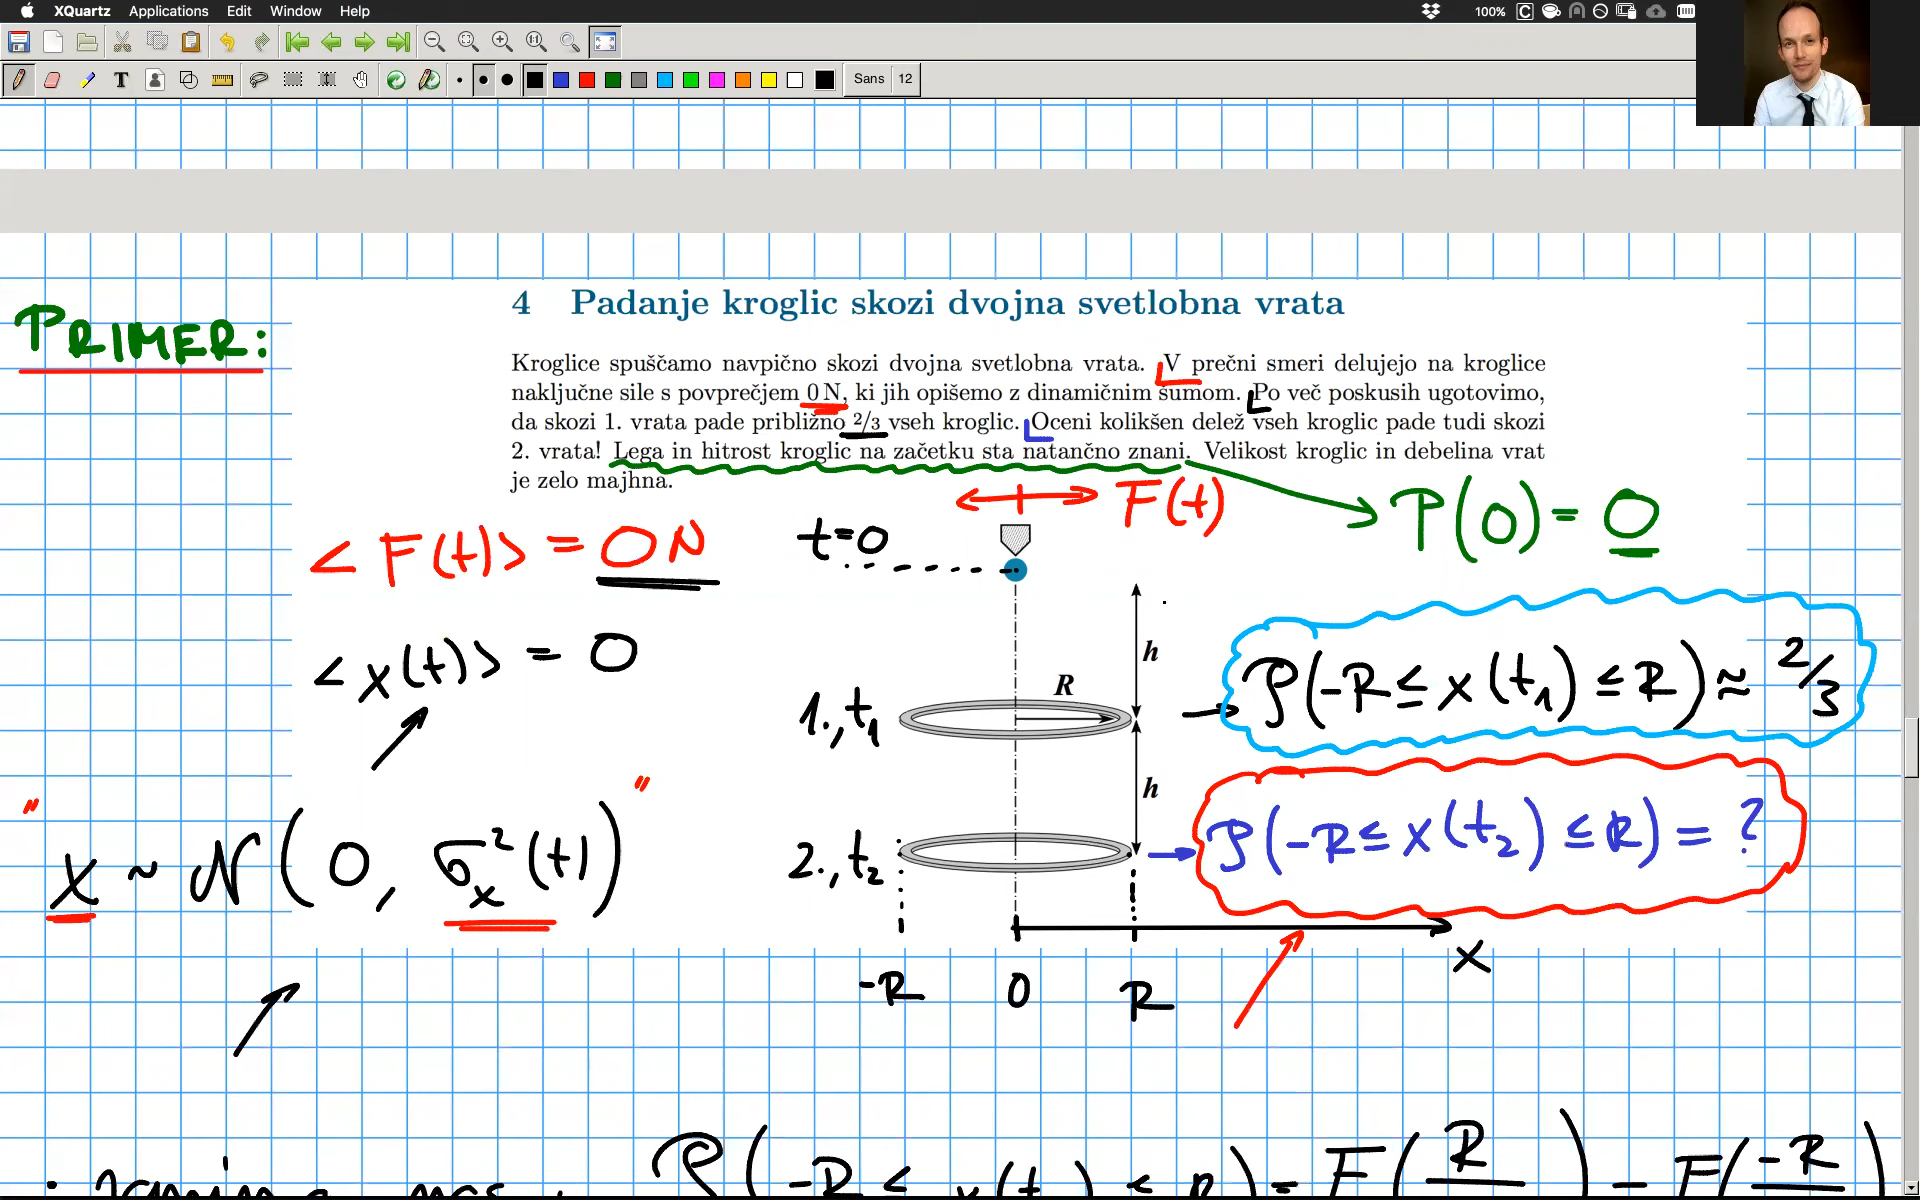 XQuartz Applications Edit Window Help
100%
Sans 12
PRIMER:
4 Padanje kroglic skozi dvojna svetlobna vrata
Kroglice spuščamo navpično skozi dvojna svetlobna vrata. V prečni smeri delujejo na kroglice
naključne sile s povprečjem 0 N, ki jih opišemo z dinamičnim šumom. Po več poskusih ugotovimo,
da skozi 1. vrata pade približno 2/3 vseh kroglic. Oceni kolikšen delež vseh kroglic pade tudi skozi
2. vrata! Lega in hitrost kroglic na začetku sta natančno znani. Velikost kroglic in debelina vrat
je zelo majhna.
F(t)
P(0) = 0
<F(t)> = 0 N
t=0
<x(t)> = 0
h
R
1., t₁
P(-R ≤ x(t₁) ≤ R) ≈ 2/3
h
"x ~ N(0, σₓ²(t))"
2., t₂
P(-R ≤ x(t₂) ≤ R) = ?
x
-R 0 R
P(-R ≤ x(t) ≤ R) = F(R) - F(-R)